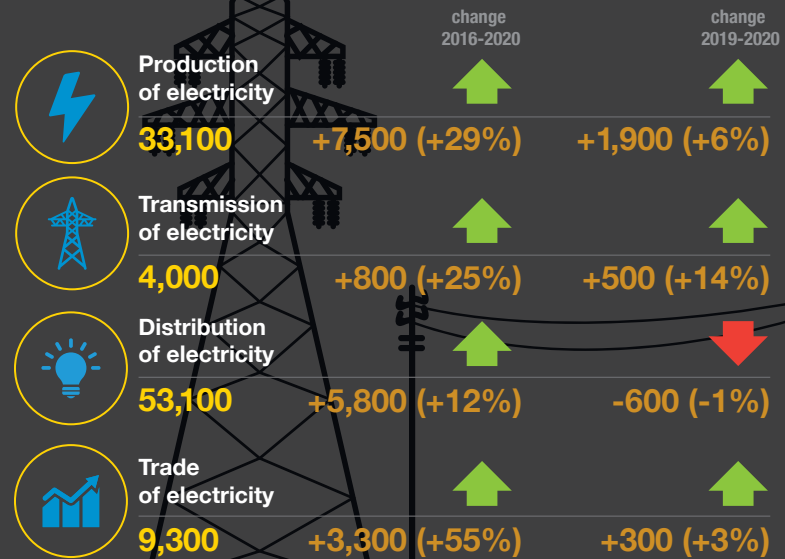 change
2016-2020
change
2019-2020
Production
of electricity
33,100
+7,500 (+29%)
+1,900 (+6%)
Transmission
of electricity
4,000
+800 (+25%)
+500 (+14%)
Distribution
of electricity
53,100
+5,800 (+12%)
-600 (-1%)
Trade
of electricity
9,300
+3,300 (+55%)
+300 (+3%)